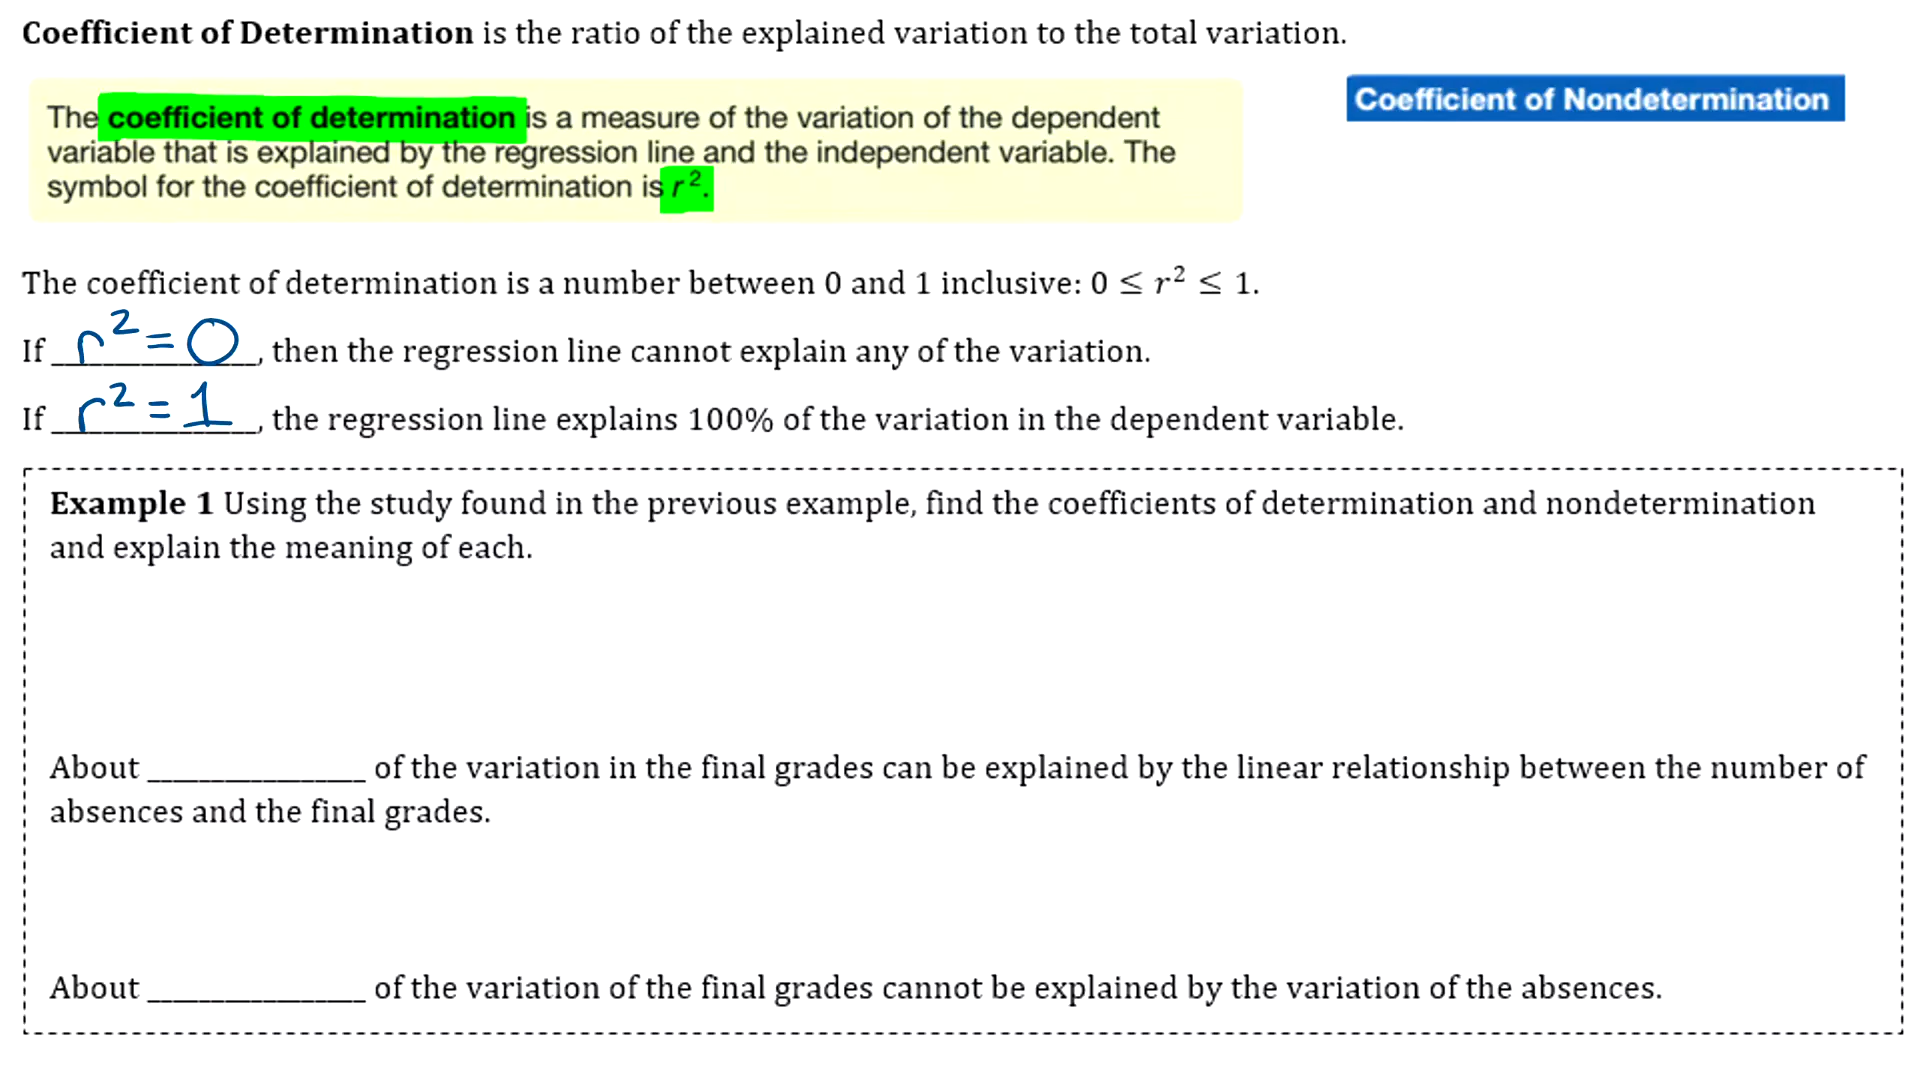 Coefficient of Determination is the ratio of the explained variation to the total variation.
Coefficient of Nondetermination
The coefficient of determination is a measure of the variation of the dependent
variable that is explained by the regression line and the independent variable. The
symbol for the coefficient of determination is r².
The coefficient of determination is a number between 0 and 1 inclusive: 0 ≤ r² ≤ 1.
If r² = 0, then the regression line cannot explain any of the variation.
If r² = 1, the regression line explains 100% of the variation in the dependent variable.
Example 1 Using the study found in the previous example, find the coefficients of determination and nondetermination
and explain the meaning of each.
About ______________ of the variation in the final grades can be explained by the linear relationship between the number of
absences and the final grades.
About ______________ of the variation of the final grades cannot be explained by the variation of the absences.